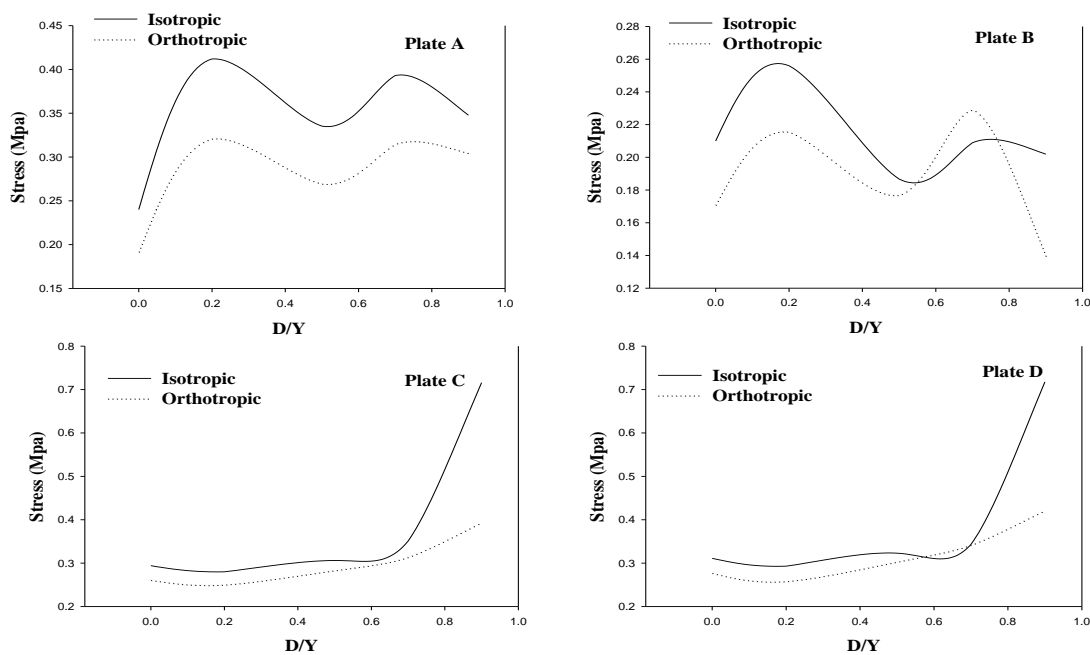 Isotropic
Orthotropic
Plate A
Stress (Mpa)
0.45
0.40
0.35
0.30
0.25
0.20
0.15
0.0 0.2 0.4 0.6 0.8 1.0
D/Y
Isotropic
Orthotropic
Plate B
Stress (Mpa)
0.28
0.26
0.24
0.22
0.20
0.18
0.16
0.14
0.12
0.0 0.2 0.4 0.6 0.8 1.0
D/Y
Isotropic
Orthotropic
Plate C
Stress (Mpa)
0.8
0.7
0.6
0.5
0.4
0.3
0.2
0.0 0.2 0.4 0.6 0.8 1.0
D/Y
Isotropic
Orthotropic
Plate D
Stress (Mpa)
0.8
0.7
0.6
0.5
0.4
0.3
0.2
0.0 0.2 0.4 0.6 0.8 1.0
D/Y